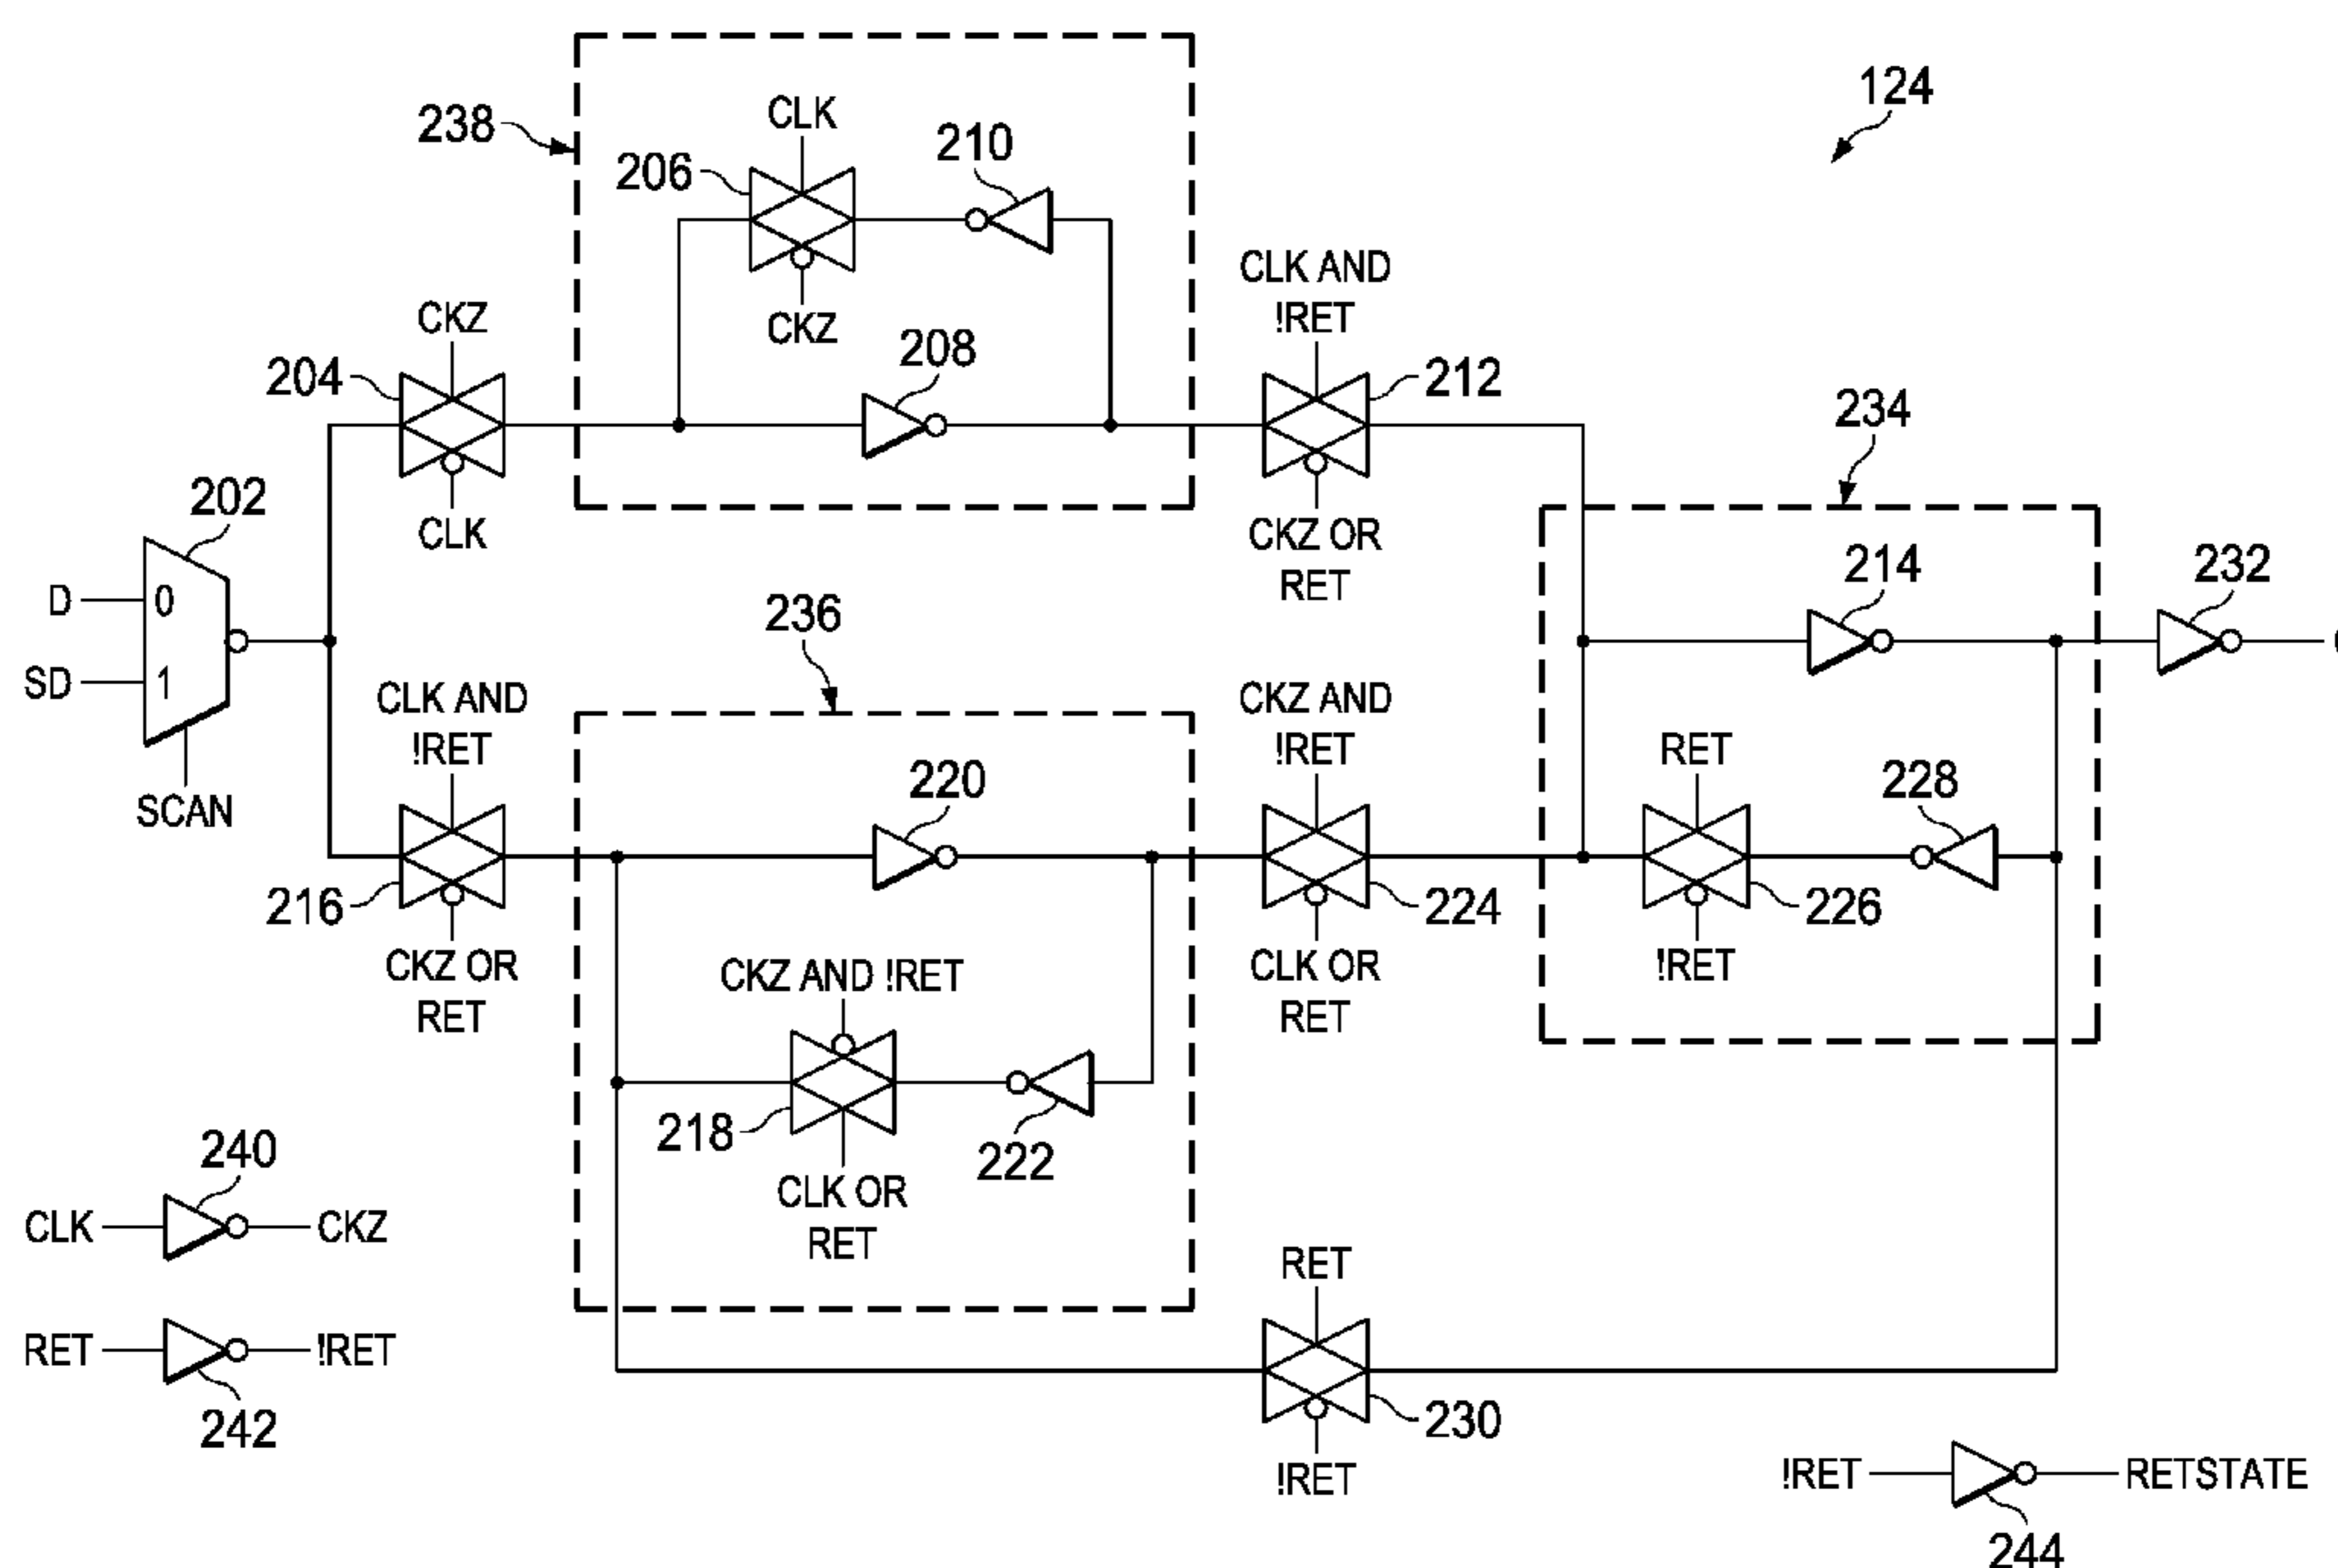 124
238
CLK
206
210
CKZ
CKZ
208
204
CLK
CLK AND
!RET
212
CKZ OR
RET
234
202
D
0
SD
1
SCAN
214
232
236
CLK AND
!RET
216
CKZ OR
RET
220
CKZ AND
!RET
224
CLK OR
RET
RET
226
!RET
228
CKZ AND !RET
218
222
CLK OR
RET
240
CLK
CKZ
RET
!RET
242
RET
230
!RET
!RET
RETSTATE
244